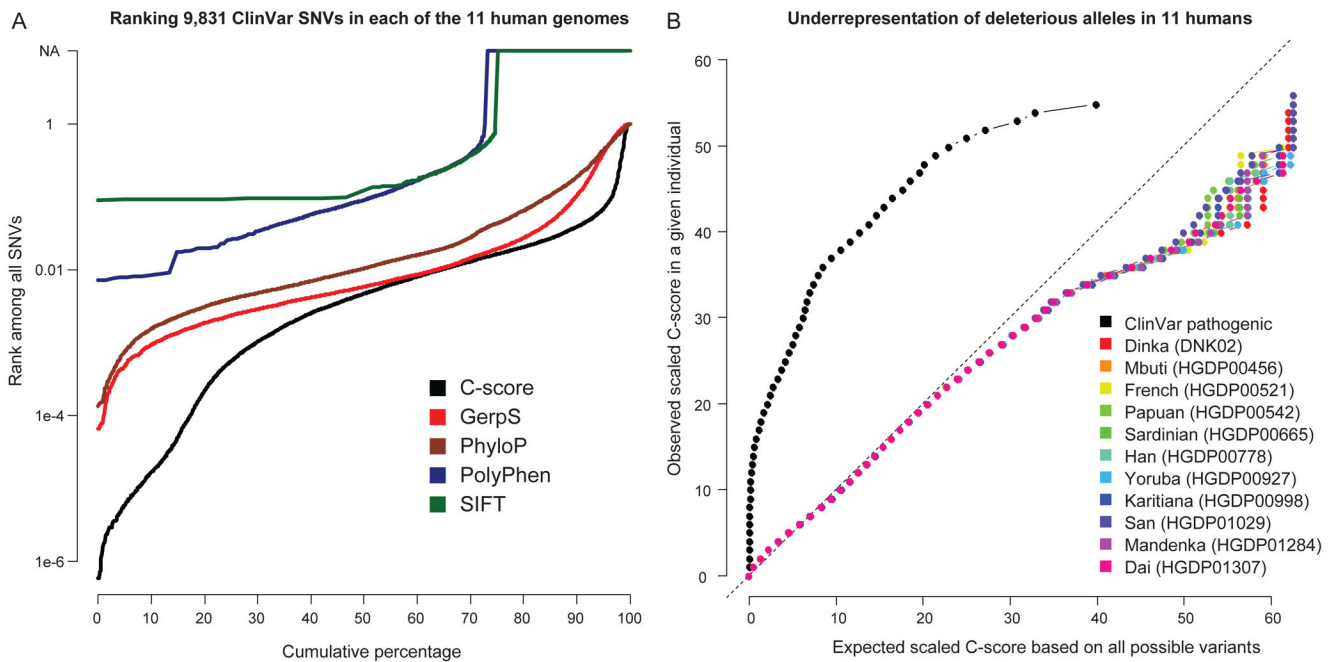 A
Ranking 9,831 ClinVar SNVs in each of the 11 human genomes
Rank among all SNVs
NA
1
0.01
1e-4
1e-6
C-score
GerpS
PhyloP
PolyPhen
SIFT
0 10 20 30 40 50 60 70 80 90 100
Cumulative percentage
B
Underrepresentation of deleterious alleles in 11 humans
Observed scaled C-score in a given individual
60
50
40
30
20
10
0
ClinVar pathogenic
Dinka (DNK02)
Mbuti (HGDP00456)
French (HGDP00521)
Papuan (HGDP00542)
Sardinian (HGDP00665)
Han (HGDP00778)
Yoruba (HGDP00927)
Karitiana (HGDP00998)
San (HGDP01029)
Mandenka (HGDP01284)
Dai (HGDP01307)
0 10 20 30 40 50 60
Expected scaled C-score based on all possible variants